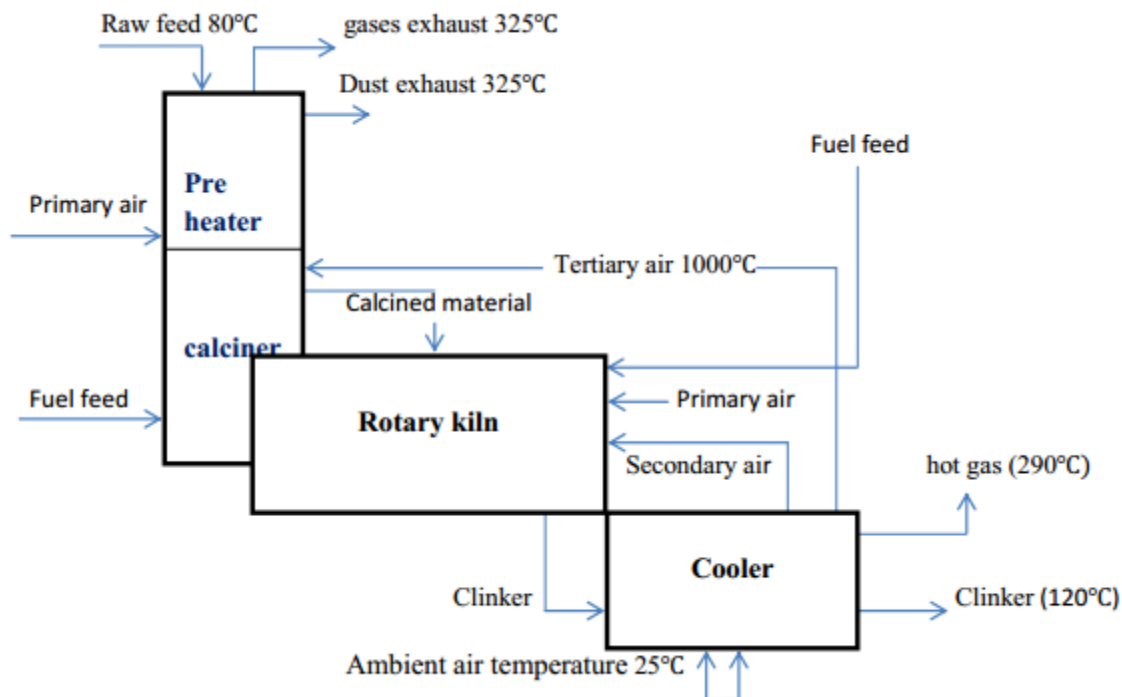 Raw feed 80℃
gases exhaust 325℃
Dust exhaust 325℃
Fuel feed
Pre
heater
Primary air
Tertiary air 1000℃
Calcined material
calciner
Fuel feed
Primary air
Rotary kiln
Secondary air
hot gas (290℃)
Cooler
Clinker
Clinker (120℃)
Ambient air temperature 25℃